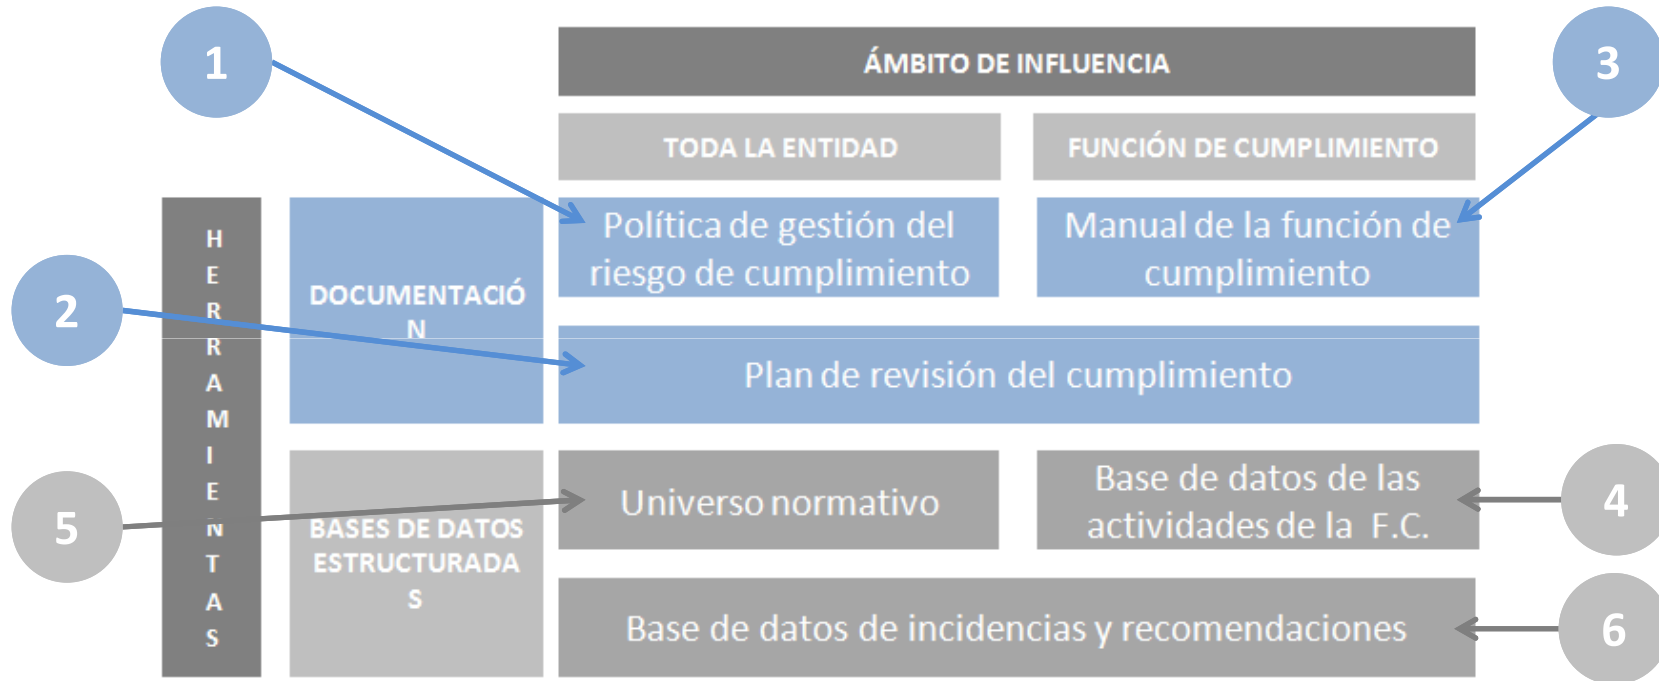 1
ÁMBITO DE INFLUENCIA
3
TODA LA ENTIDAD
FUNCIÓN DE CUMPLIMIENTO
H
E
R
R
A
M
I
E
N
T
A
S
2
DOCUMENTACIÓ
N
Política de gestión del
riesgo de cumplimiento
Manual de la función de
cumplimiento
Plan de revisión del cumplimiento
5
BASES DE DATOS
ESTRUCTURADA
S
Universo normativo
Base de datos de las
actividades de la F.C.
4
Base de datos de incidencias y recomendaciones
6